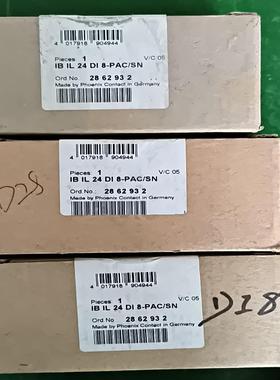 4 017918 904944
Pieces: 1 V/C 05
IB IL 24 DI 8-PAC/SN
Ord No.: 28 62 93 2
Made by Phoenix Contact in Germany
4 017918 904944
Pieces: 1 V/C 05
IB IL 24 DI 8-PAC/SN
Ord No.: 28 62 93 2
Made by Phoenix Contact in Germany
DI8
4 017918 904944
Pieces: 1 V/C 05
IB IL 24 DI 8-PAC/SN
Ord No. 28 62 93 2
Made by Phoenix Contact in Germany
DI8